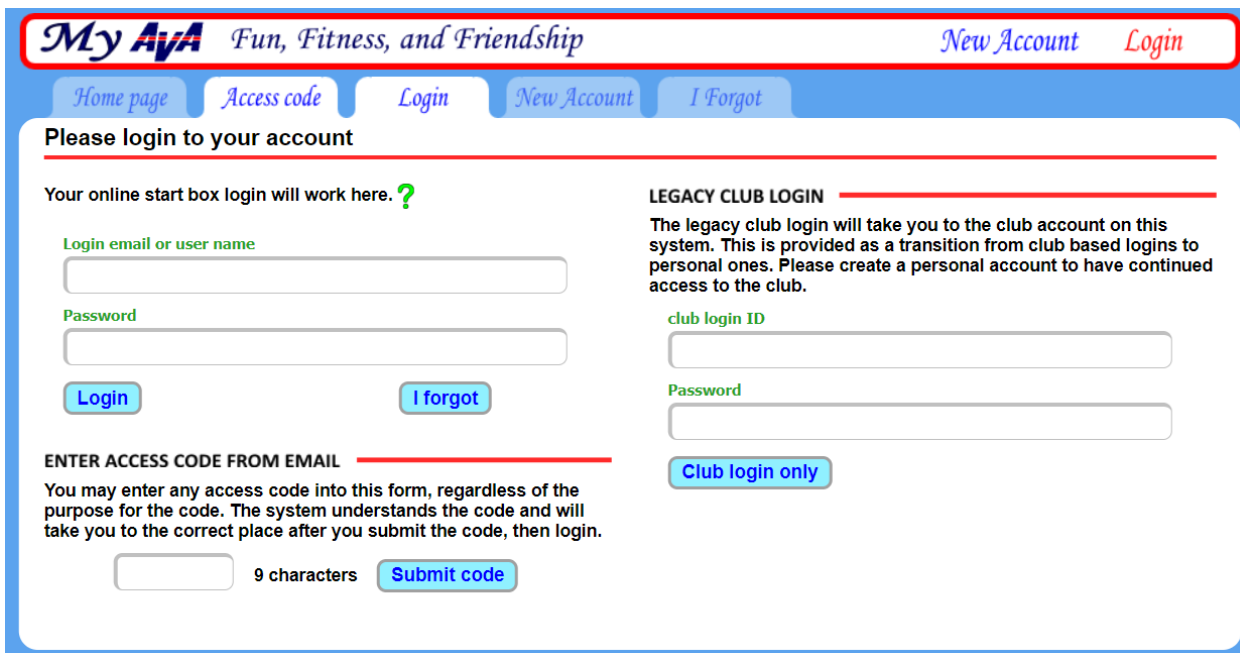 My AVA Fun, Fitness, and Friendship New Account Login
Home page Access code Login New Account I Forgot
Please login to your account
Your online start box login will work here. ?
Login email or user name
Password
Login I forgot
ENTER ACCESS CODE FROM EMAIL
You may enter any access code into this form, regardless of the
purpose for the code. The system understands the code and will
take you to the correct place after you submit the code, then login.
9 characters Submit code
LEGACY CLUB LOGIN
The legacy club login will take you to the club account on this
system. This is provided as a transition from club based logins to
personal ones. Please create a personal account to have continued
access to the club.
club login ID
Password
Club login only